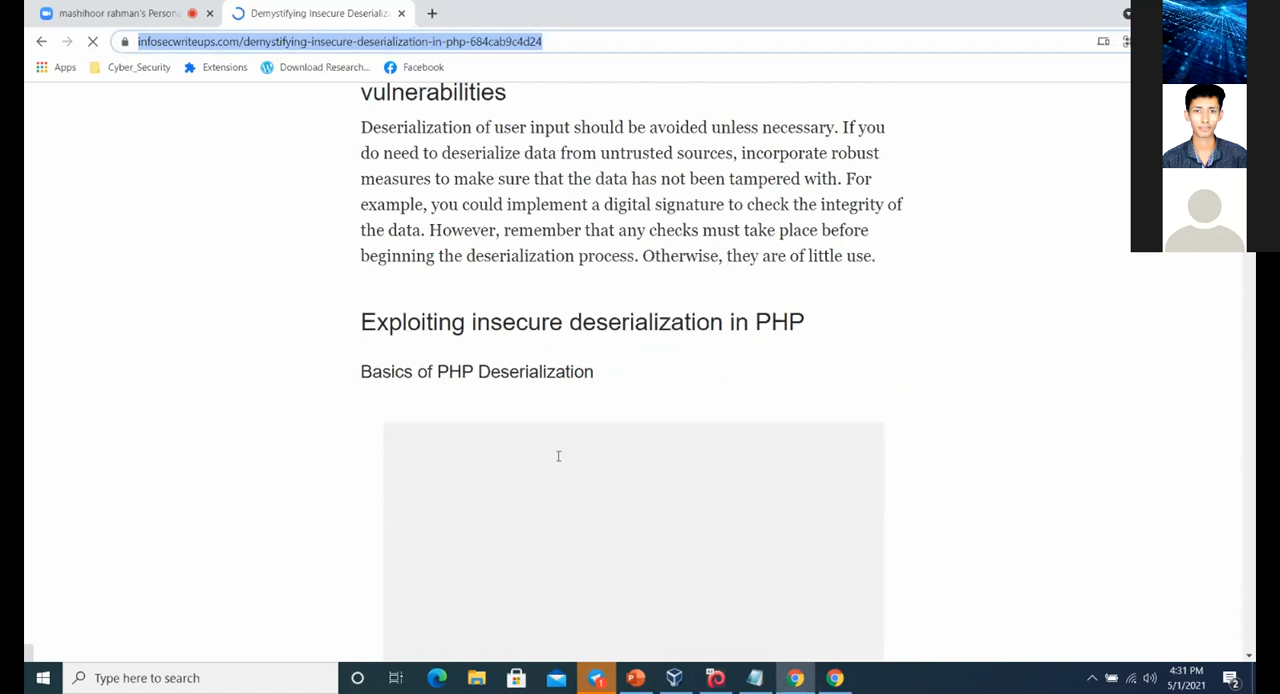 mashihoor rahman's Persona
Demystifying Insecure Deserializ
infosecwriteups.com/demystifying-insecure-deserialization-in-php-684cab9c4d24
Apps
Cyber_Security
Extensions
Download Research...
Facebook
vulnerabilities
Deserialization of user input should be avoided unless necessary. If you
do need to deserialize data from untrusted sources, incorporate robust
measures to make sure that the data has not been tampered with. For
example, you could implement a digital signature to check the integrity of
the data. However, remember that any checks must take place before
beginning the deserialization process. Otherwise, they are of little use.
Exploiting insecure deserialization in PHP
Basics of PHP Deserialization
Type here to search
4:31 PM
5/1/2021
2